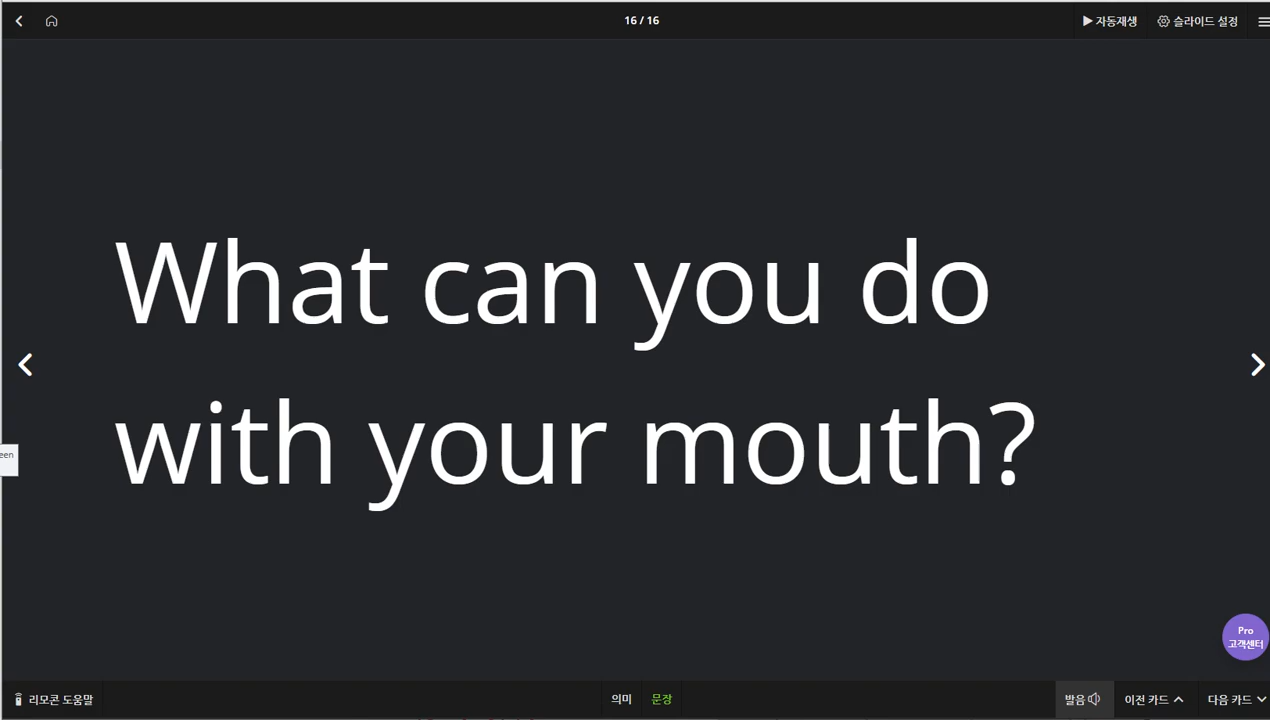 16 / 16
자동재생
슬라이드 설정
What can you do
with your mouth?
een
Pro
고객센터
리모콘 도움말
의미
문장
발음
이전 카드
다음 카드